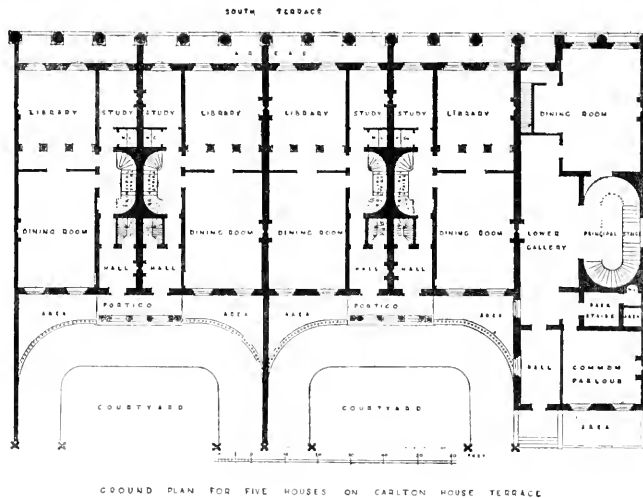 SOUTH TERRACE
AREAS
LIBRARY STUDY STUDY LIBRARY LIBRARY STUDY STUDY LIBRARY DINING ROOM
DINING ROOM DINING ROOM DINING ROOM DINING ROOM LOWER GALLERY PRINCIPAL STAIRS
HALL HALL HALL HALL
BACK STAIRS
AREA PORTICO AREA AREA PORTICO AREA
HALL COMMON PARLOUR
COURTYARD COURTYARD
AREA
GROUND PLAN FOR FIVE HOUSES ON CARLTON HOUSE TERRACE